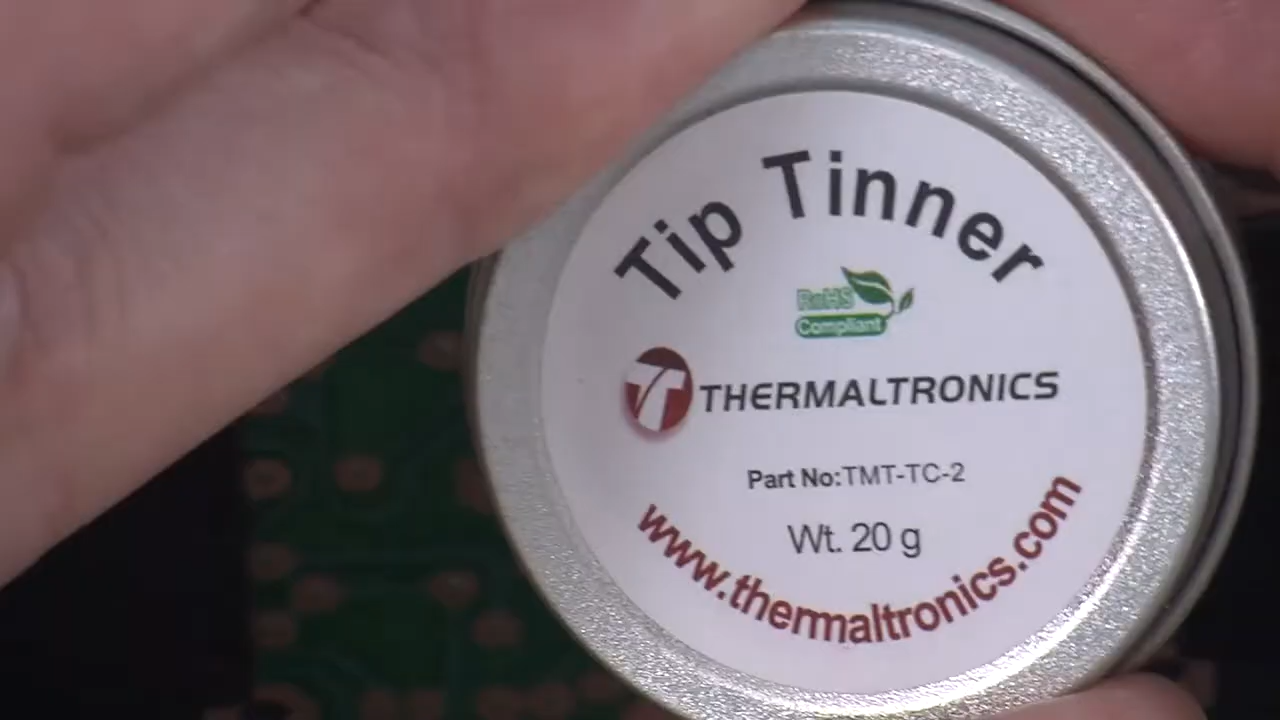 Tip Tinner
RoHS
Compliant
THERMALTRONICS
Part No:TMT-TC-2
Wt. 20 g
www.thermaltronics.com